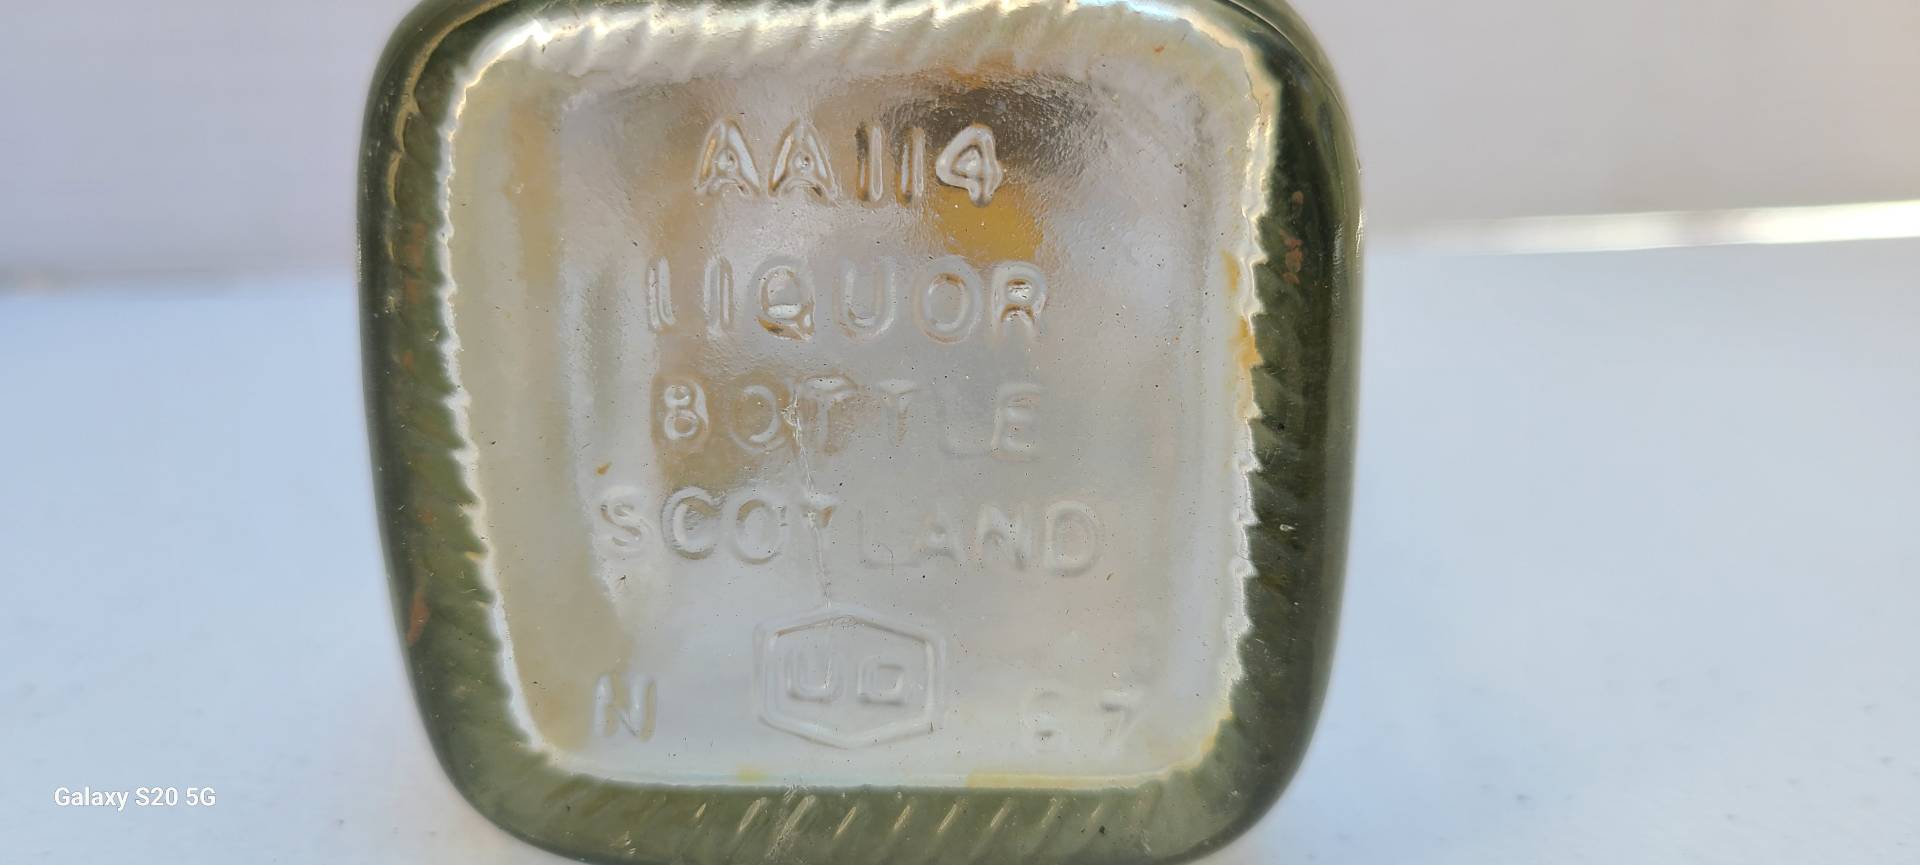 AA114
LIQUOR
BOTTLE
SCOTLAND
N UG 67
Galaxy S20 5G